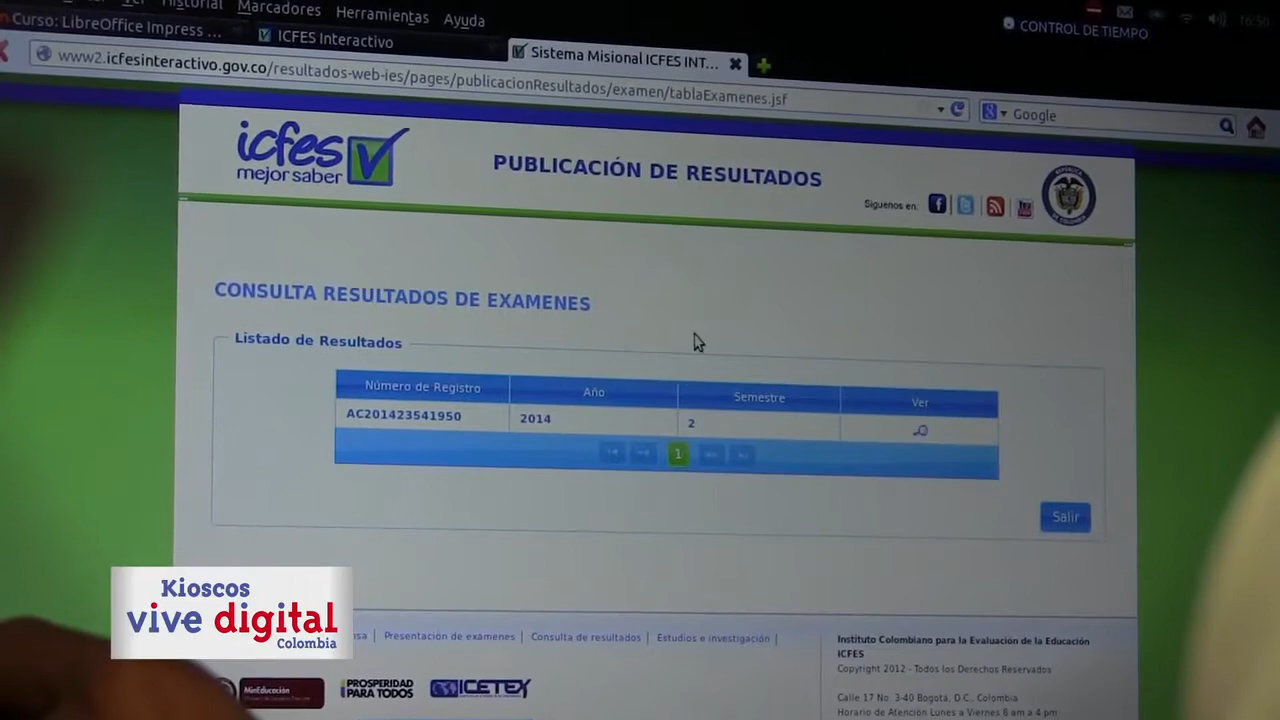 Historial Marcadores Herramientas Ayuda
CONTROL DE TIEMPO
16:50
Curso: LibreOffice Impress ...
ICFES Interactivo
Sistema Misional ICFES INT...
www2.icfesinteractivo.gov.co/resultados-web-ies/pages/publicacionResultados/examen/tablaExamenes.jsf
Google
icfes
mejor saber
PUBLICACIÓN DE RESULTADOS
Siguenos en:
CONSULTA RESULTADOS DE EXAMENES
Listado de Resultados
Número de Registro Año Semestre Ver
AC201423541950 2014 2
1
Salir
Kioscos
vive digital
Colombia
Presentación de examenes | Consulta de resultados | Estudios e investigación |
MinEducación
PROSPERIDAD
PARA TODOS
ICETEX
Instituto Colombiano para la Evaluación de la Educación
ICFES
Copyright 2012 - Todos los Derechos Reservados
Calle 17 No. 3-40 Bogotá, D.C., Colombia
Horario de Atención Lunes a Viernes 8 am a 4 pm